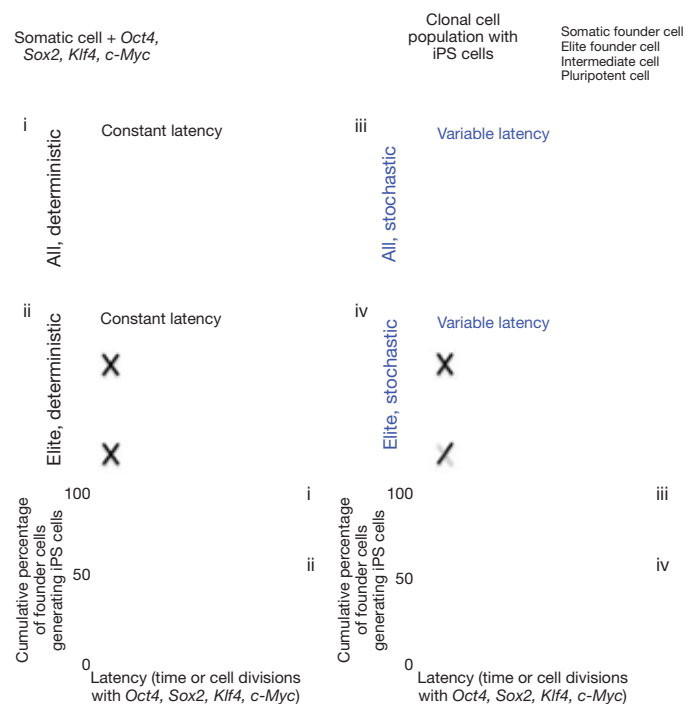 Somatic cell + Oct4,
Sox2, Klf4, c-Myc
Clonal cell
population with
iPS cells
Somatic founder cell
Elite founder cell
Intermediate cell
Pluripotent cell
i
All, deterministic
Constant latency
iii
All, stochastic
Variable latency
ii
Elite, deterministic
Constant latency
X
X
iv
Elite, stochastic
Variable latency
X
X
Cumulative percentage
of founder cells
generating iPS cells
100
50
0
i
ii
Latency (time or cell divisions
with Oct4, Sox2, Klf4, c-Myc)
Cumulative percentage
of founder cells
generating iPS cells
100
50
0
iii
iv
Latency (time or cell divisions
with Oct4, Sox2, Klf4, c-Myc)